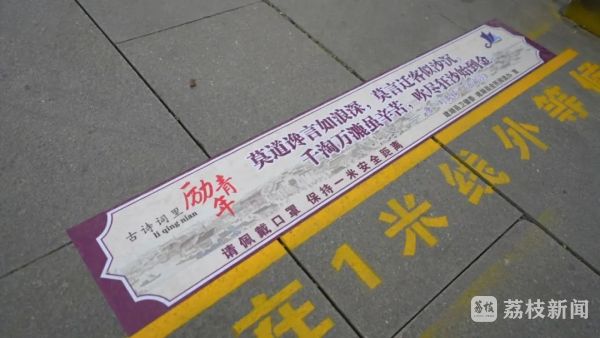 古诗词里
li qing nian
励青年
莫道谗言如浪深，莫言迁客似沙沉
千淘万漉虽辛苦，吹尽狂沙始到金
请佩戴口罩 保持一米安全距离
在1米线外等候
荔枝
荔枝新闻